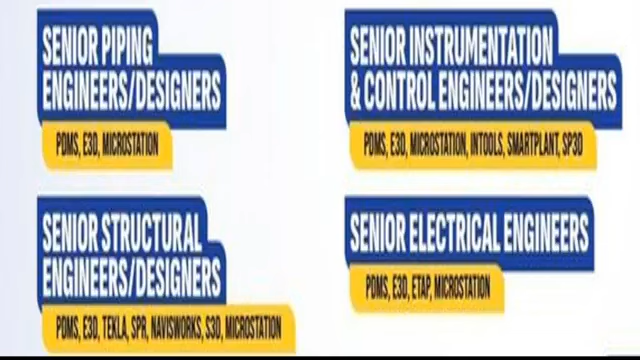 SENIOR PIPING
ENGINEERS/DESIGNERS
PDMS, E3D, MICROSTATION
SENIOR INSTRUMENTATION
& CONTROL ENGINEERS/DESIGNERS
PDMS, E3D, MICROSTATION, INTOOLS, SMARTPLANT, SP3D
SENIOR STRUCTURAL
ENGINEERS/DESIGNERS
PDMS, E3D, TEKLA, SPR, NAVISWORKS, S3D, MICROSTATION
SENIOR ELECTRICAL ENGINEERS
PDMS, E3D, ETAP, MICROSTATION